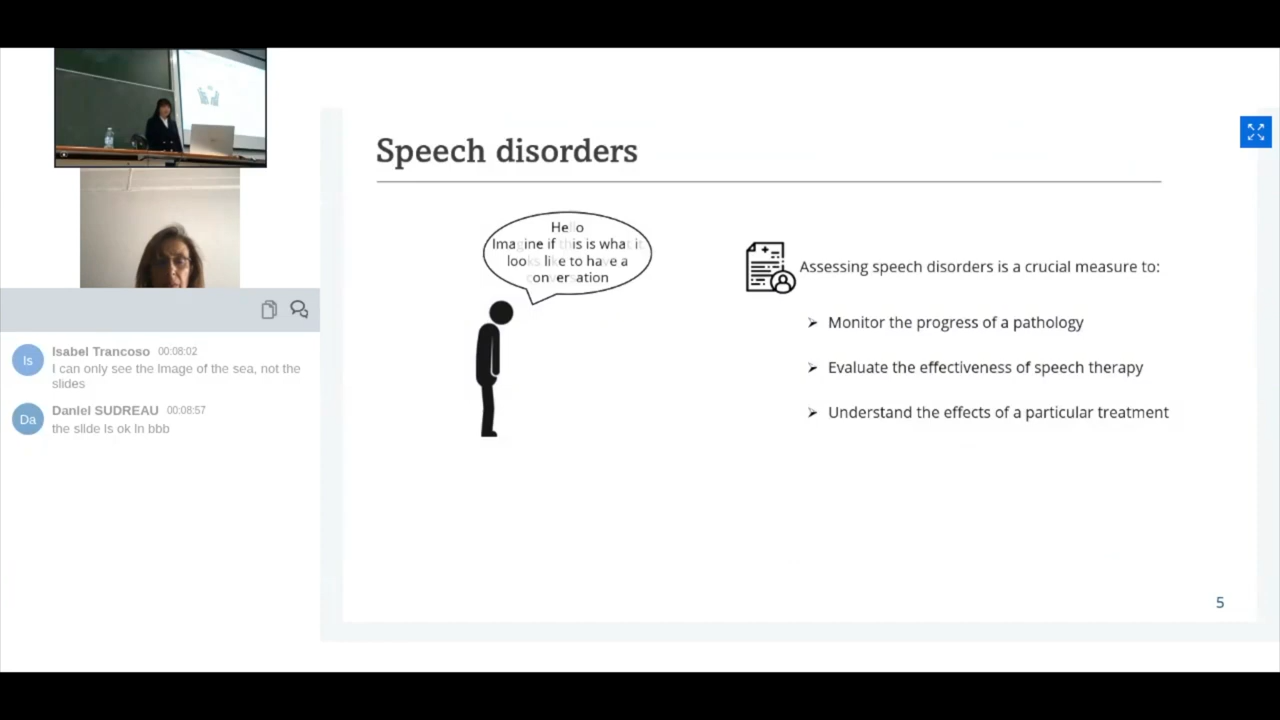 Speech disorders
Hello
Imagine if this is what it
looks like to have a
conversation
Assessing speech disorders is a crucial measure to:
➢ Monitor the progress of a pathology
➢ Evaluate the effectiveness of speech therapy
➢ Understand the effects of a particular treatment
5
Is
Isabel Trancoso 00:08:02
I can only see the image of the sea, not the
slides
Da
Daniel SUDREAU 00:08:57
the slide is ok in bbb